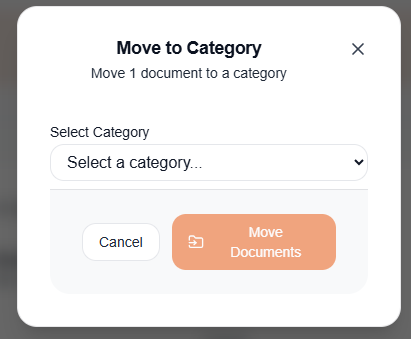 Move to Category
Move 1 document to a category
Select Category
Select a category...
Cancel
Move
Documents